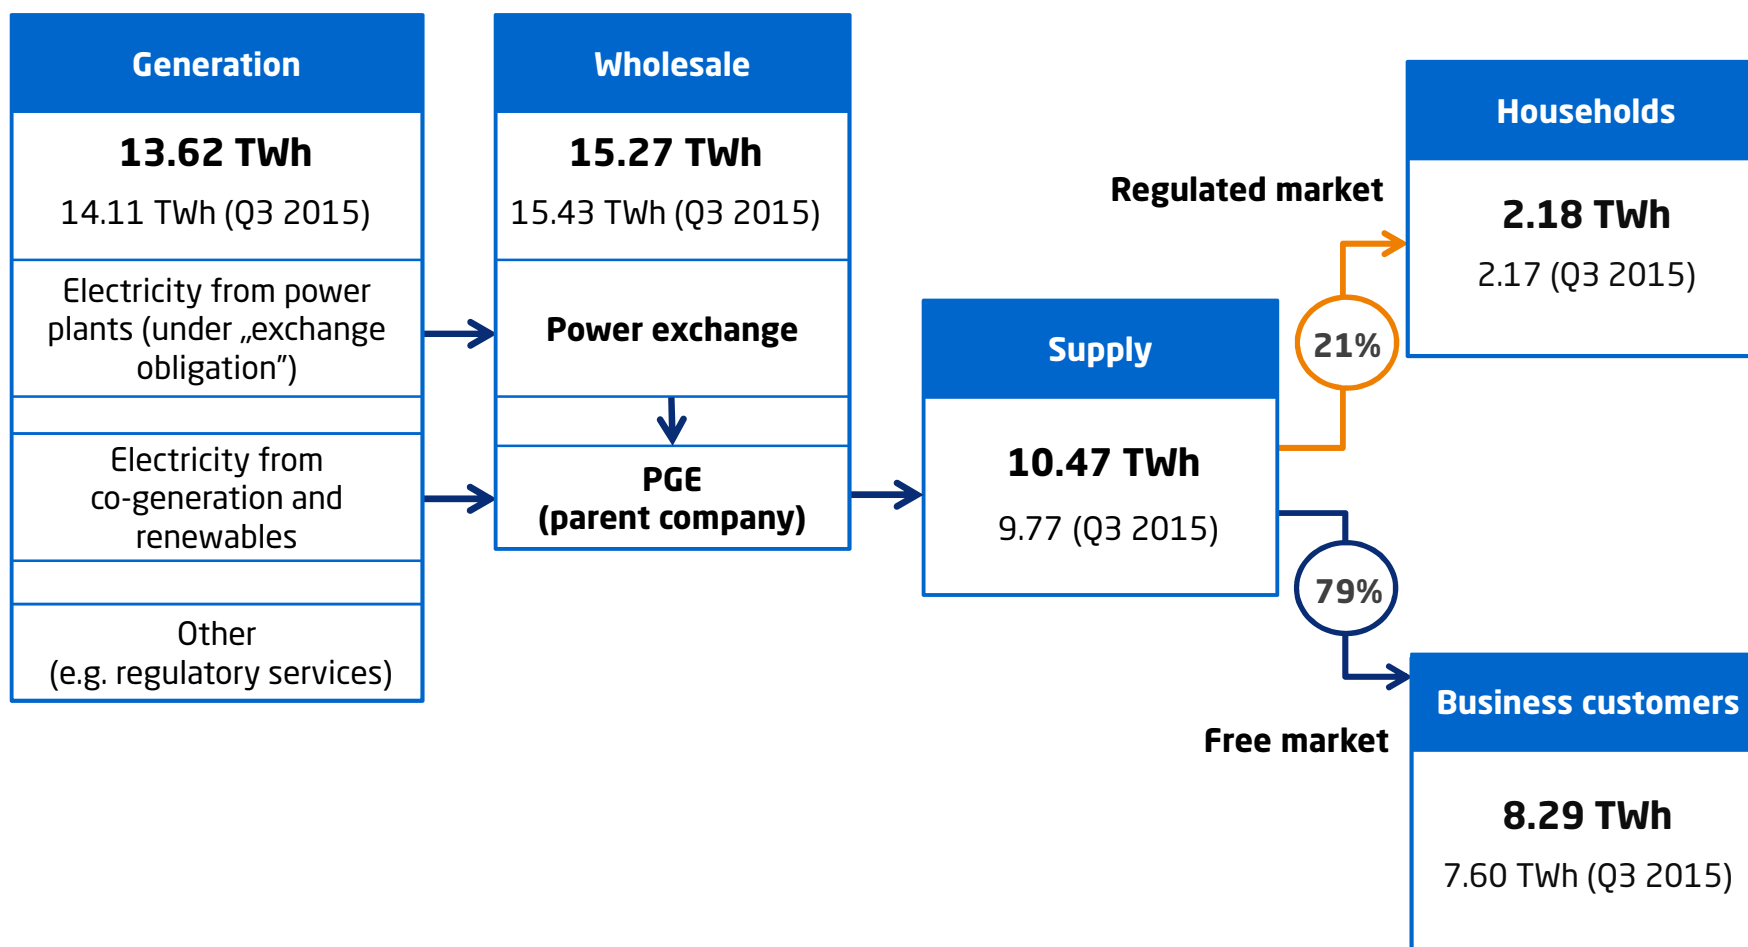 Generation
13.62 TWh
14.11 TWh (Q3 2015)
Electricity from power
plants (under „exchange
obligation”)
Electricity from
co-generation and
renewables
Other
(e.g. regulatory services)
Wholesale
15.27 TWh
15.43 TWh (Q3 2015)
Power exchange
PGE
(parent company)
Supply
10.47 TWh
9.77 (Q3 2015)
Regulated market
21%
Households
2.18 TWh
2.17 (Q3 2015)
79%
Free market
Business customers
8.29 TWh
7.60 TWh (Q3 2015)